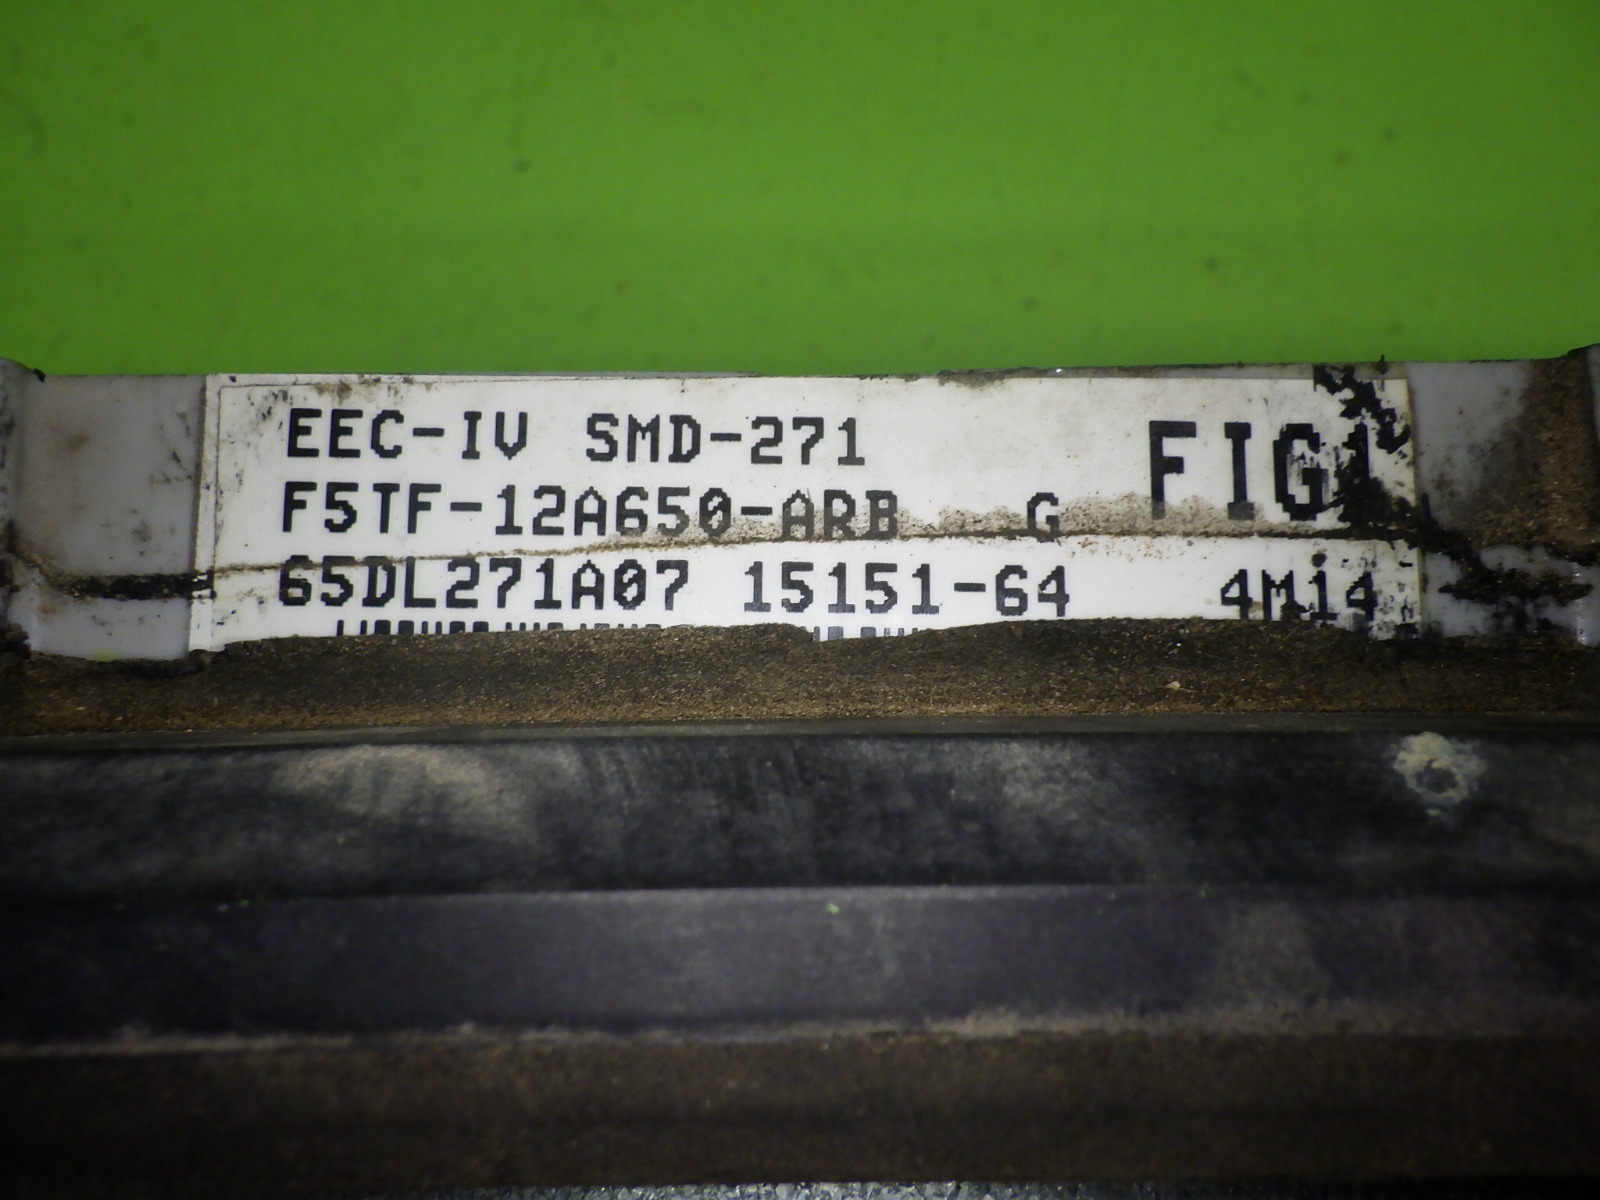 EEC-IV SMD-271
F5TF-12A650-ARB G FIG1
65DL271A07 15151-64 4Mi4